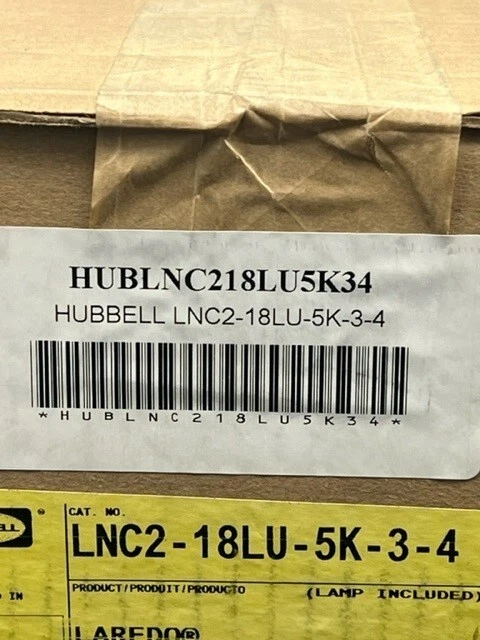 HUBLNC218LU5K34
HUBBELL LNC2-18LU-5K-3-4
*HUBLNC218LU5K34*
®
CAT. NO.
LNC2-18LU-5K-3-4
IN
PRODUCT/PRODUIT/PRODUCTO
(LAMP INCLUDED)
LAREDO®